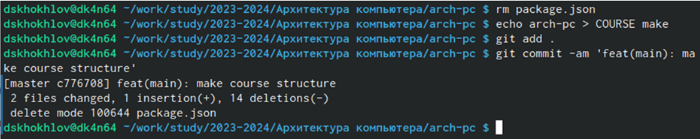 dskhokhlov@dk4n64 ~/work/study/2023-2024/Архитектура компьютера/arch-pc $ rm package.json
dskhokhlov@dk4n64 ~/work/study/2023-2024/Архитектура компьютера/arch-pc $ echo arch-pc > COURSE make
dskhokhlov@dk4n64 ~/work/study/2023-2024/Архитектура компьютера/arch-pc $ git add .
dskhokhlov@dk4n64 ~/work/study/2023-2024/Архитектура компьютера/arch-pc $ git commit -am 'feat(main): ma
ke course structure'
[master c776708] feat(main): make course structure
2 files changed, 1 insertion(+), 14 deletions(-)
delete mode 100644 package.json
dskhokhlov@dk4n64 ~/work/study/2023-2024/Архитектура компьютера/arch-pc $